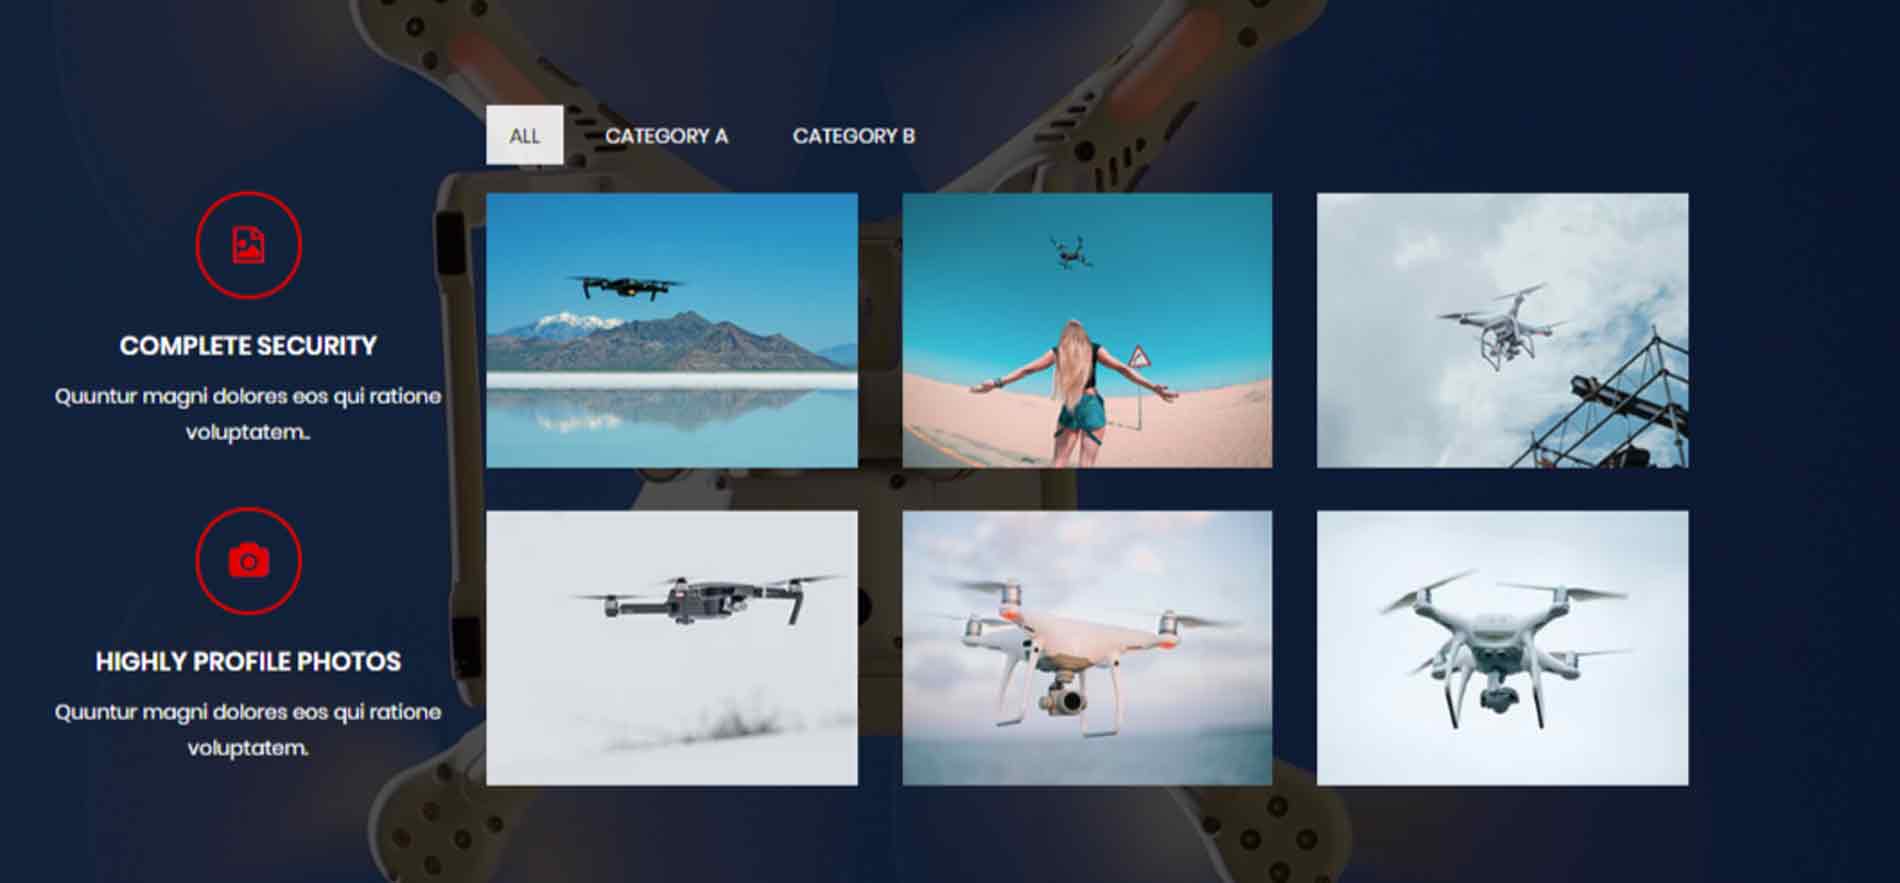 ALL
CATEGORY A
CATEGORY B
COMPLETE SECURITY
Quuntur magni dolores eos qui ratione
voluptatem..
HIGHLY PROFILE PHOTOS
Quuntur magni dolores eos qui ratione
voluptatem.